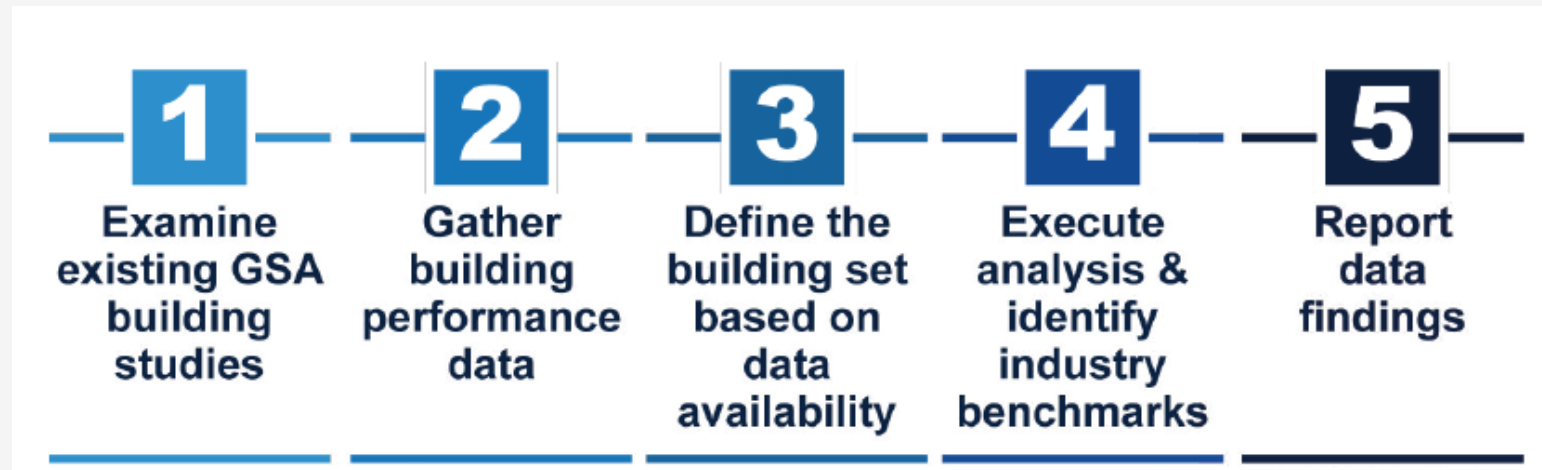 1
Examine
existing GSA
building
studies
2
Gather
building
performance
data
3
Define the
building set
based on
data
availability
4
Execute
analysis &
identify
industry
benchmarks
5
Report
data
findings